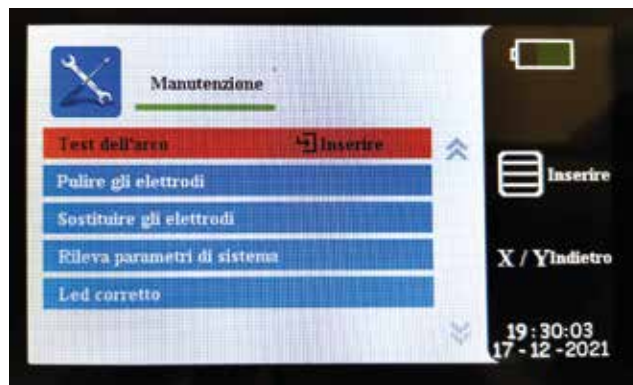 Manutenzione
Test dell'arco Inserire
Pulire gli elettrodi
Sostituire gli elettrodi
Rileva parametri di sistema
Led corretto
Inserire
X / Y Indietro
19:30:03
17-12-2021